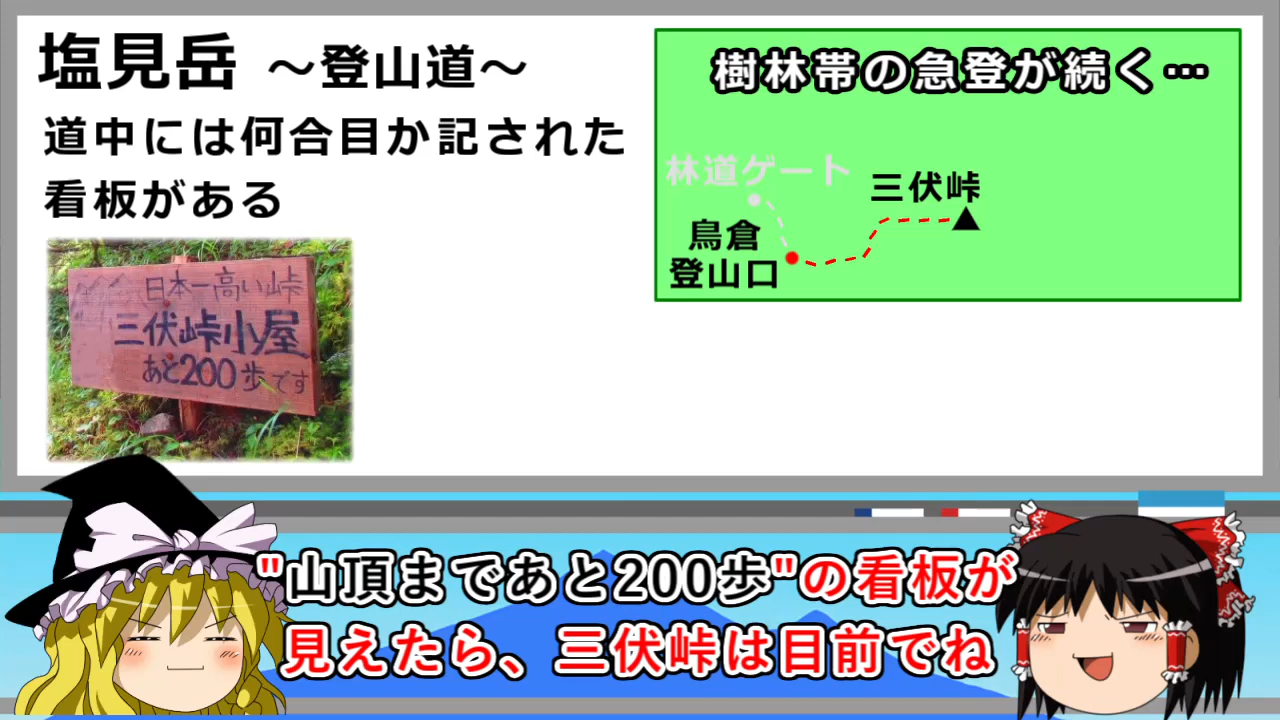 塩見岳 ～登山道～
道中には何合目か記された
看板がある
日本一高い峠
三伏峠小屋
あと200歩です
樹林帯の急登が続く…
林道ゲート
三伏峠
鳥倉
登山口
"山頂まであと200歩"の看板が
見えたら、三伏峠は目前でね